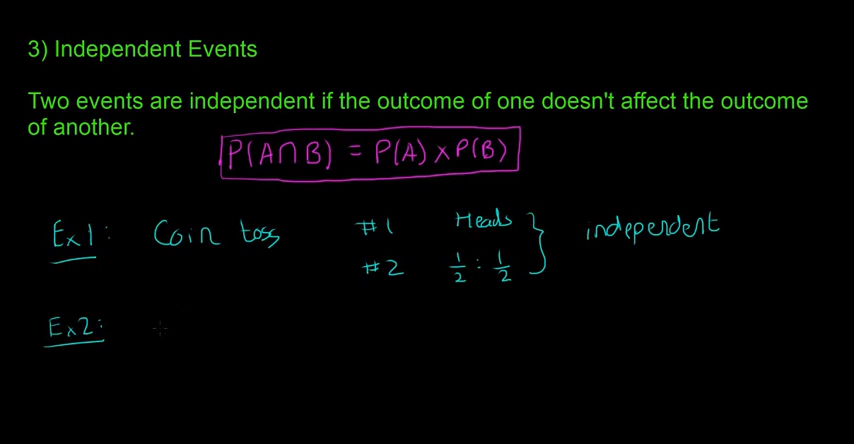 3) Independent Events
Two events are independent if the outcome of one doesn't affect the outcome
of another.
P(A∩B) = P(A) x P(B)
Ex1: Coin toss #1 Heads independent
#2 1/2 : 1/2
Ex2: